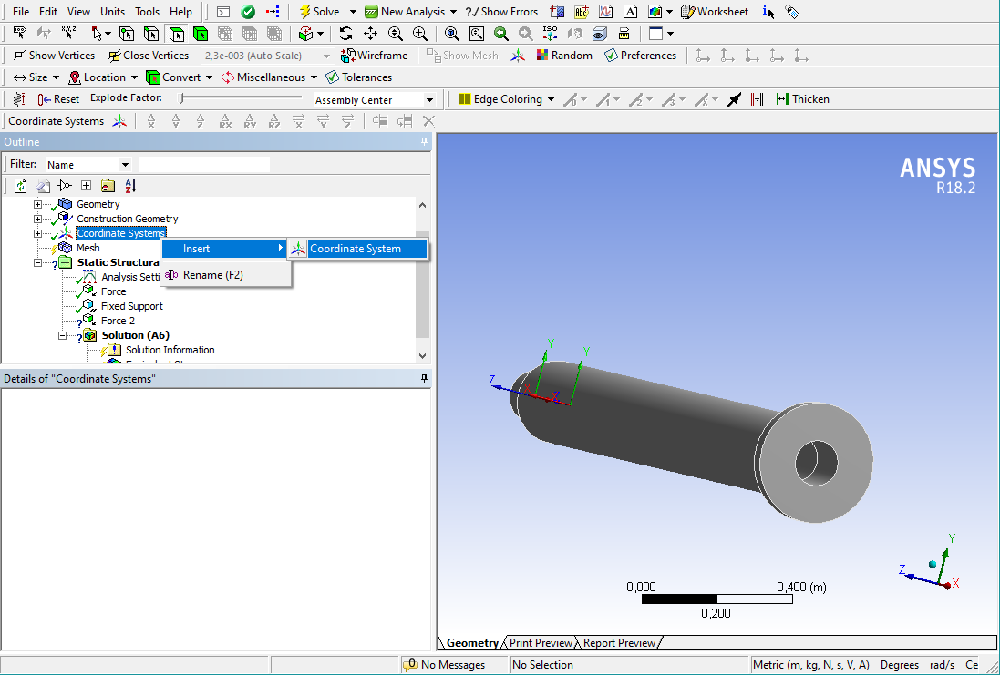 File Edit View Units Tools Help Solve New Analysis ?/ Show Errors Worksheet
Show Vertices Close Vertices 2,3e-003 (Auto Scale) Wireframe Show Mesh Random Preferences
Size Location Convert Miscellaneous Tolerances
Reset Explode Factor: Assembly Center Edge Coloring Thicken
Coordinate Systems X Y Z RX RY RZ X Y Z
Outline
Filter: Name
Geometry
Construction Geometry
Coordinate Systems
Mesh
Insert Coordinate System
Static Structura
Rename (F2)
Analysis Setti
Force
Fixed Support
Force 2
Solution (A6)
Solution Information
Equivalent Stress
Details of "Coordinate Systems"
ANSYS
R18.2
Y
Y
Z
X
Z
Y
Z
X
0,000 0,400 (m)
0,200
Geometry Print Preview Report Preview
No Messages No Selection Metric (m, kg, N, s, V, A) Degrees rad/s Ce